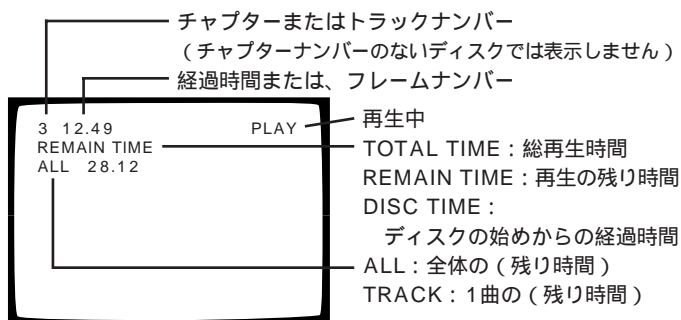 チャプターまたはトラックナンバー
（チャプターナンバーのないディスクでは表示しません）
経過時間または、フレームナンバー
3 12.49 PLAY
REMAIN TIME
ALL 28.12
再生中
TOTAL TIME：総再生時間
REMAIN TIME：再生の残り時間
DISC TIME：
ディスクの始めからの経過時間
ALL：全体の（残り時間）
TRACK：1曲の（残り時間）